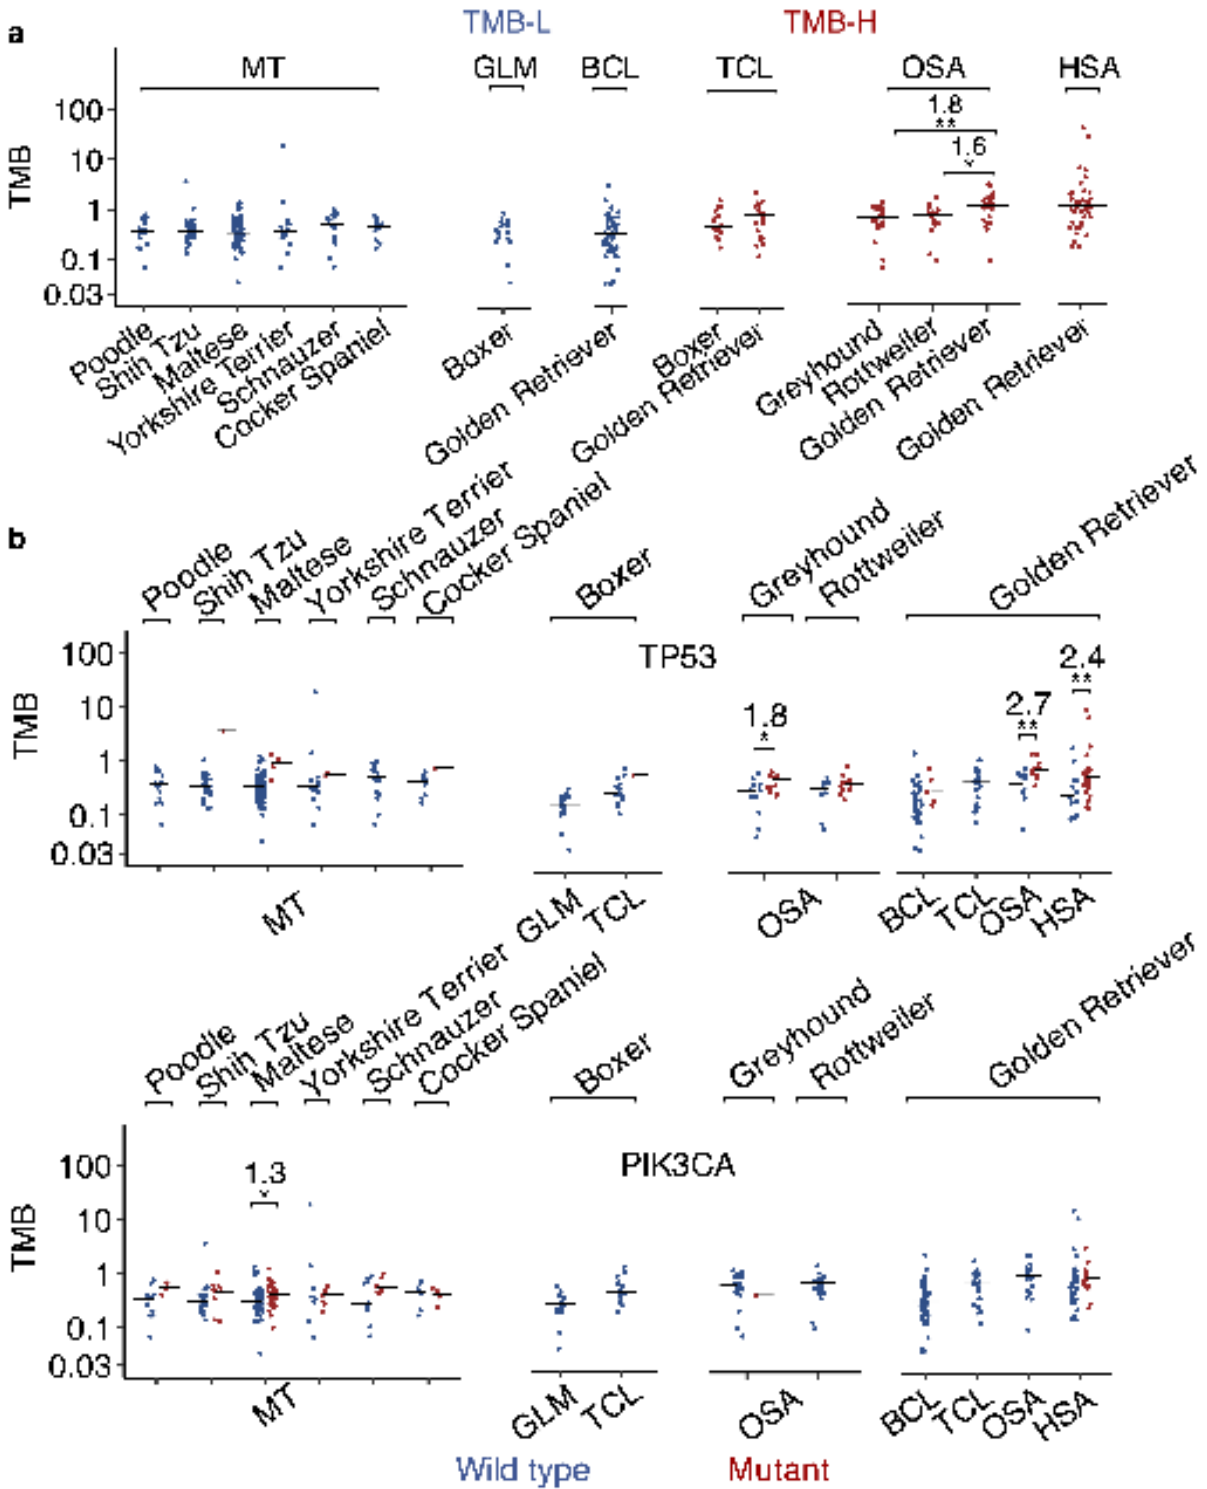 a
TMB-L TMB-H
MT GLM BCL TCL OSA HSA
1.8
**
1.6
*
TMB
100
10
1
0.1
0.03
Poodle Shih Tzu Maltese Yorkshire Terrier Schnauzer Cocker Spaniel Boxer Golden Retriever Boxer Golden Retriever Greyhound Rottweiler Golden Retriever Golden Retriever
b
Poodle Shih Tzu Maltese Yorkshire Terrier Schnauzer Cocker Spaniel Boxer Greyhound Rottweiler Golden Retriever
TP53
TMB
100
10
1
0.1
0.03
1.8
*
2.7
**
2.4
**
MT GLM TCL OSA BCL TCL OSA HSA
Poodle Shih Tzu Maltese Yorkshire Terrier Schnauzer Cocker Spaniel Boxer Greyhound Rottweiler Golden Retriever
PIK3CA
TMB
100
10
1
0.1
0.03
1.3
*
MT GLM TCL OSA BCL TCL OSA HSA
Wild type Mutant